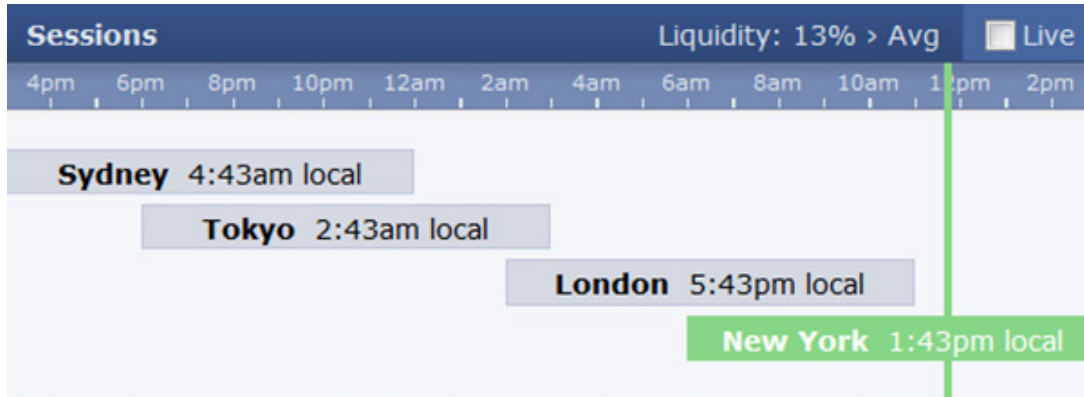 Sessions Liquidity: 13% › Avg Live
4pm 6pm 8pm 10pm 12am 2am 4am 6am 8am 10am 12pm 2pm
Sydney 4:43am local
Tokyo 2:43am local
London 5:43pm local
New York 1:43pm local